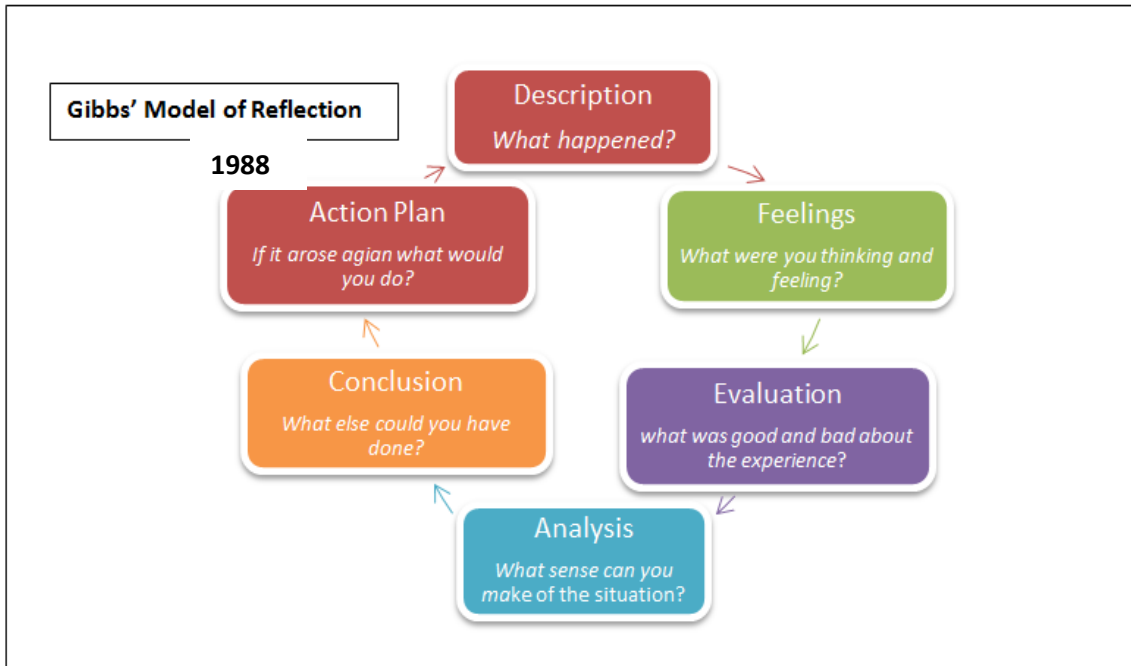 Gibbs’ Model of Reflection
1988
Description
What happened?
Feelings
What were you thinking and
feeling?
Evaluation
what was good and bad about
the experience?
Analysis
What sense can you
make of the situation?
Conclusion
What else could you have
done?
Action Plan
If it arose agian what would
you do?